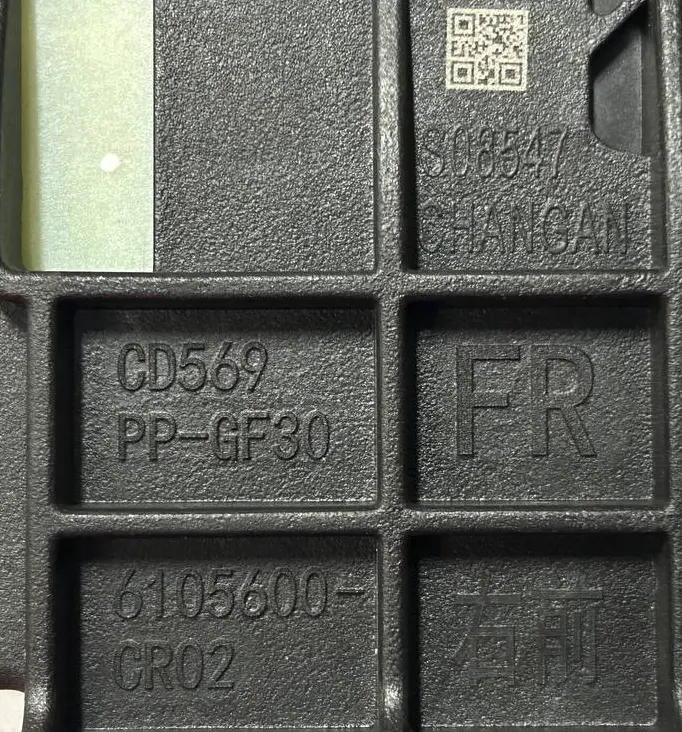 S08547
CHANGAN
CD569
PP-GF30
FR
6105600-
CR02
右前